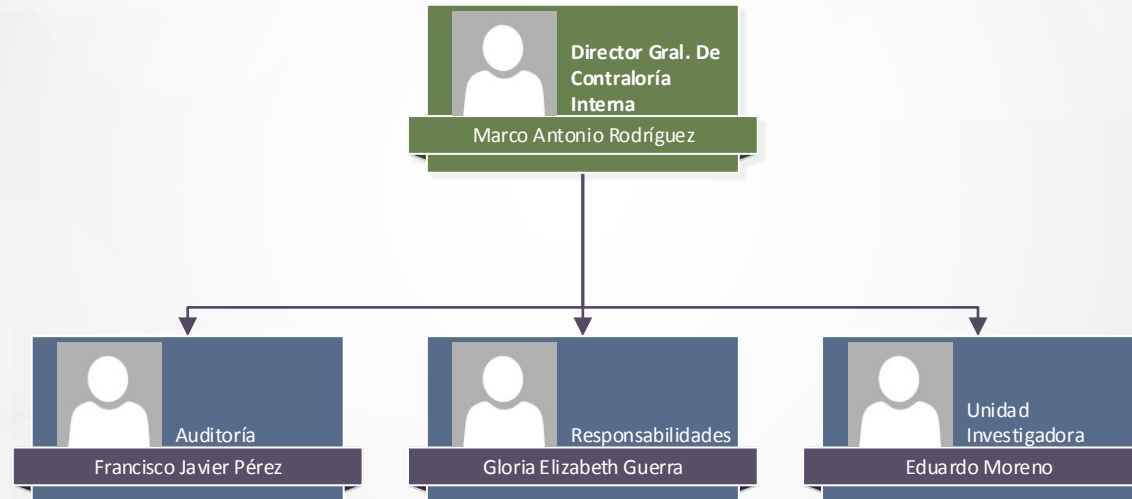 Director Gral. De
Contraloría
Interna
Marco Antonio Rodríguez
Auditoría
Francisco Javier Pérez
Responsabilidades
Gloria Elizabeth Guerra
Unidad
Investigadora
Eduardo Moreno